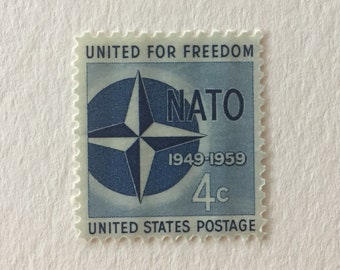 UNITED FOR FREEDOM
NATO
1949-1959
4c
UNITED STATES POSTAGE